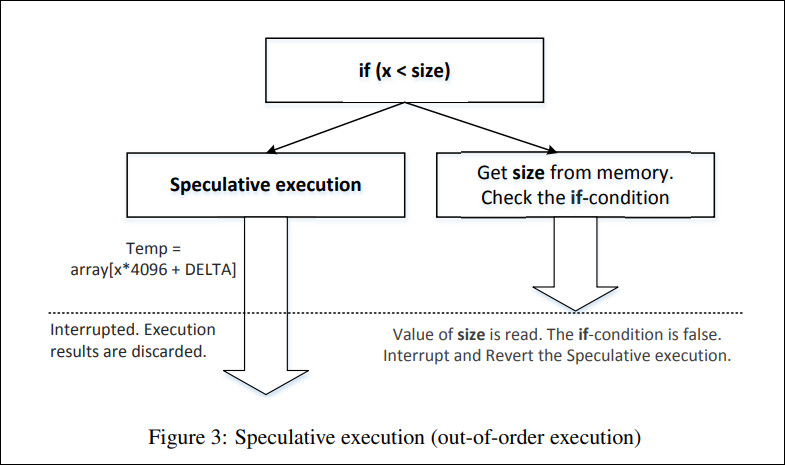 if (x < size)
Speculative execution
Get size from memory.
Check the if-condition
Temp =
array[x*4096 + DELTA]
Interrupted. Execution
results are discarded.
Value of size is read. The if-condition is false.
Interrupt and Revert the Speculative execution.
Figure 3: Speculative execution (out-of-order execution)